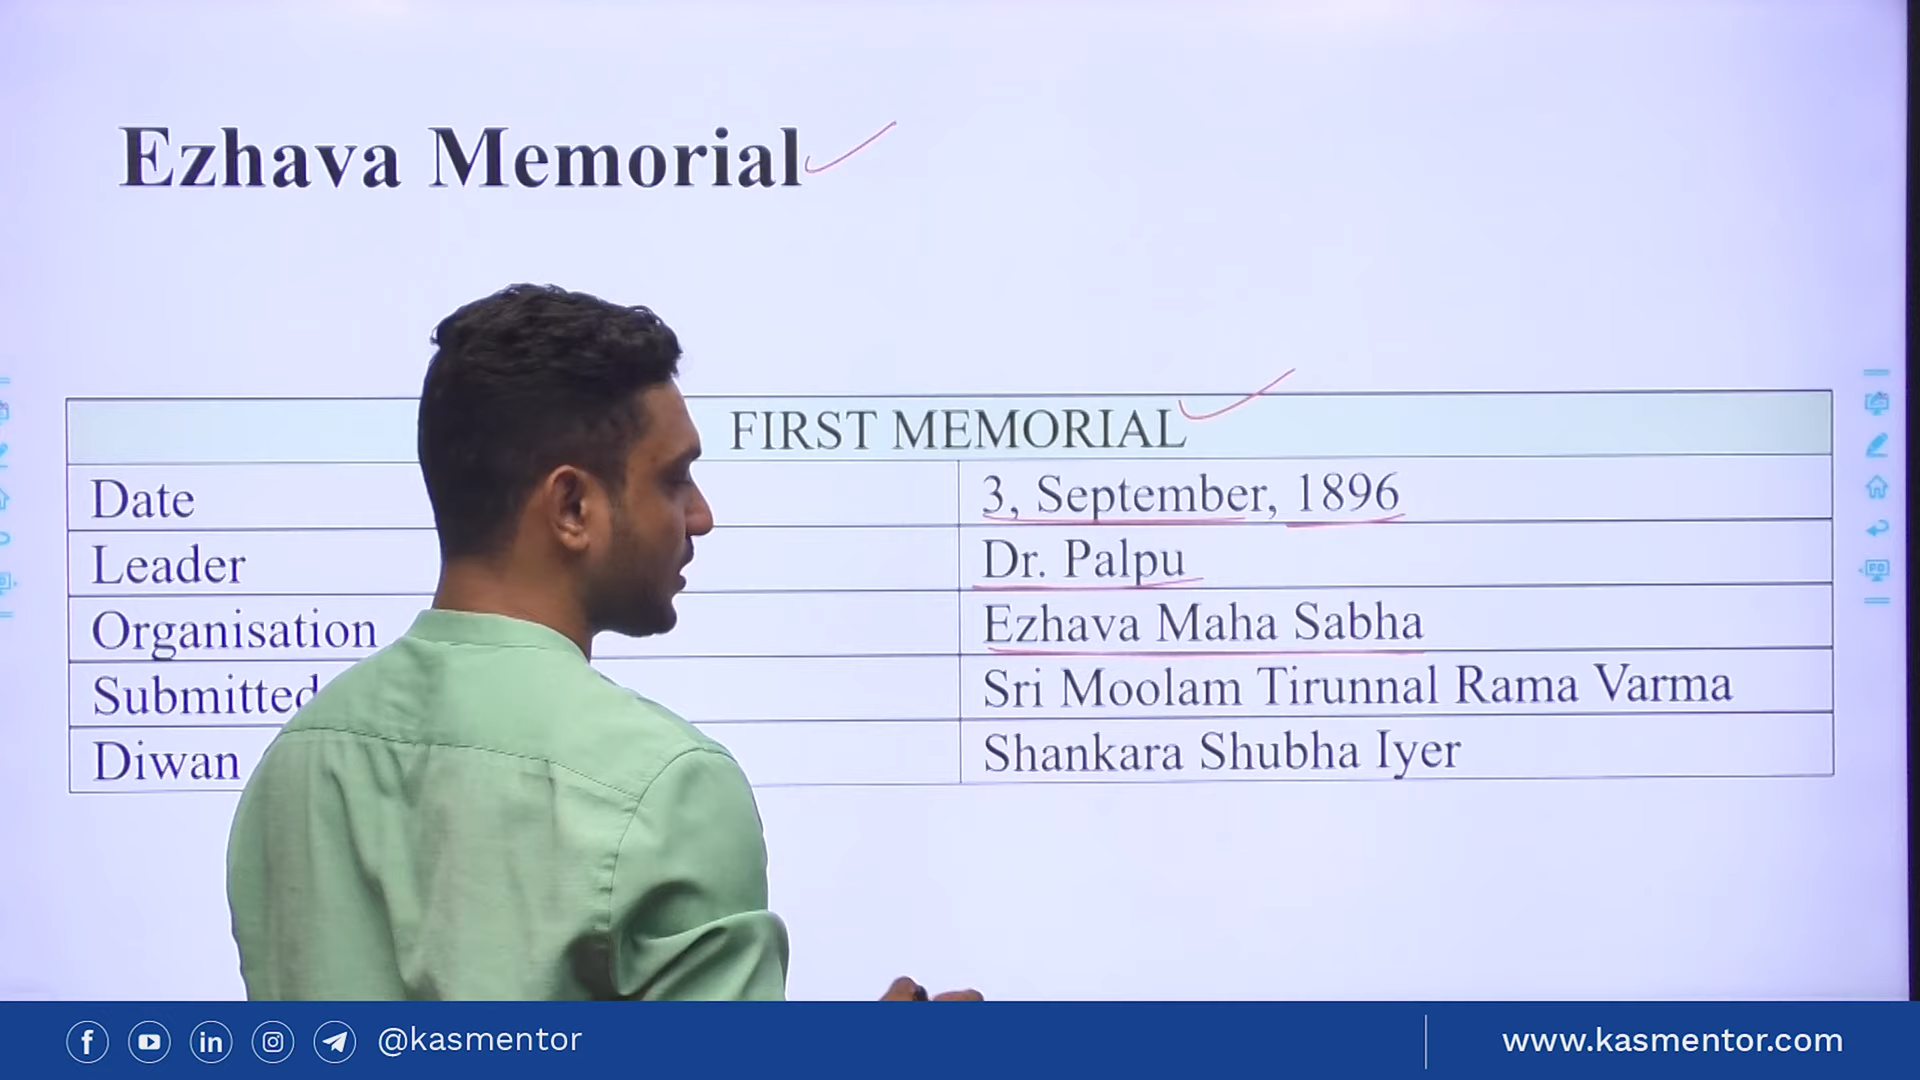 Ezhava Memorial
FIRST MEMORIAL
Date 3, September, 1896
Leader Dr. Palpu
Organisation Ezhava Maha Sabha
Submitted Sri Moolam Tirunnal Rama Varma
Diwan Shankara Shubha Iyer
@kasmentor
www.kasmentor.com